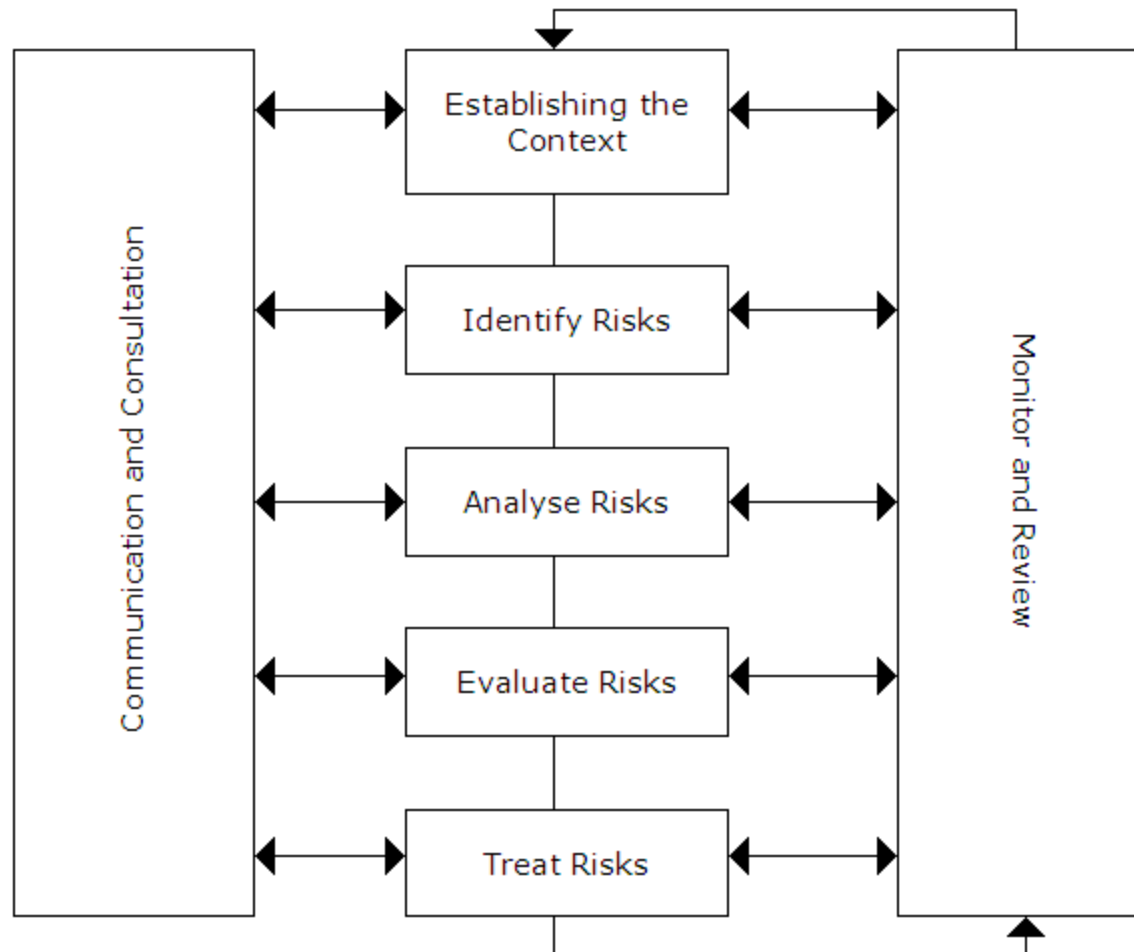 Communication and Consultation
Establishing the
Context
Identify Risks
Analyse Risks
Evaluate Risks
Treat Risks
Monitor and Review